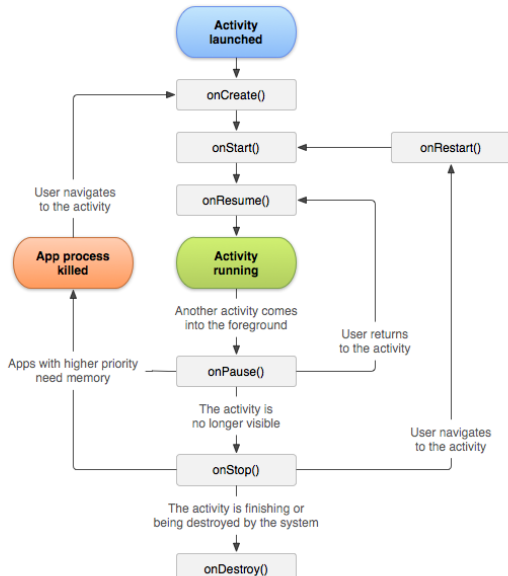 Activity
launched
onCreate()
onStart()
onRestart()
User navigates
to the activity
onResume()
App process
killed
Activity
running
Another activity comes
into the foreground
User returns
to the activity
Apps with higher priority
need memory
onPause()
The activity is
no longer visible
User navigates
to the activity
onStop()
The activity is finishing or
being destroyed by the system
onDestroy()